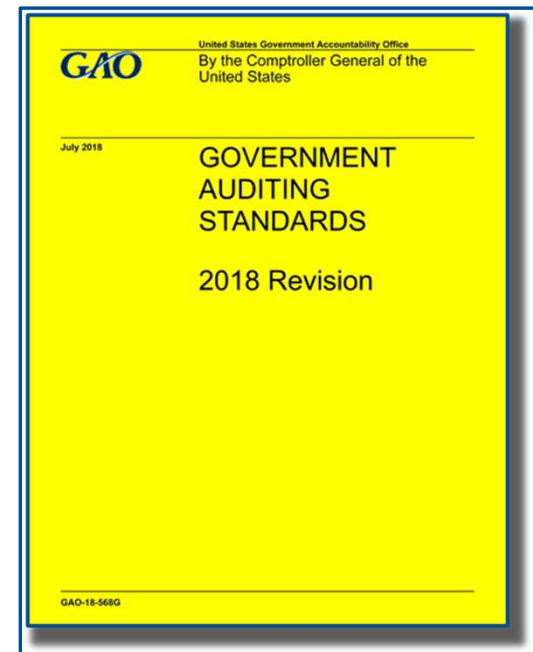 United States Government Accountability Office
GAO
By the Comptroller General of the
United States
July 2018
GOVERNMENT
AUDITING
STANDARDS
2018 Revision
GAO-18-568G